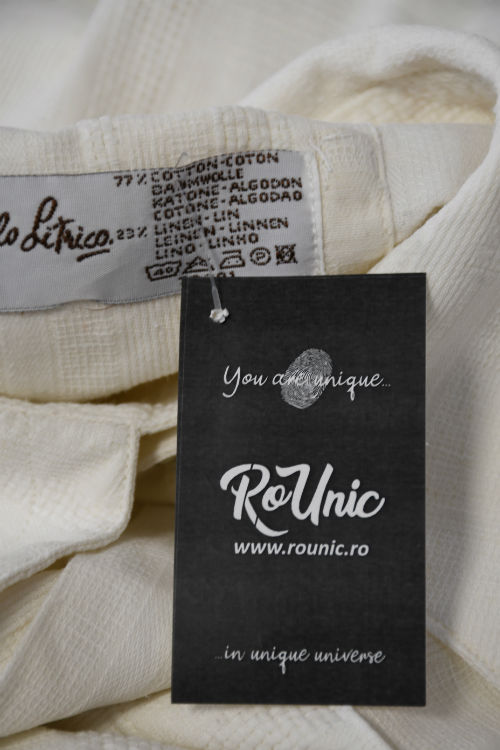 77% COTTON-COTON
BAUMWOLLE
KATONE-ALGODON
COTONE-ALGODAO
lo Litrico. 23% LINEN-LIN
LEINEN-LINNEN
LINO-LINHO
40 P
You are unique...
RoUnic
www.rounic.ro
...in unique universe